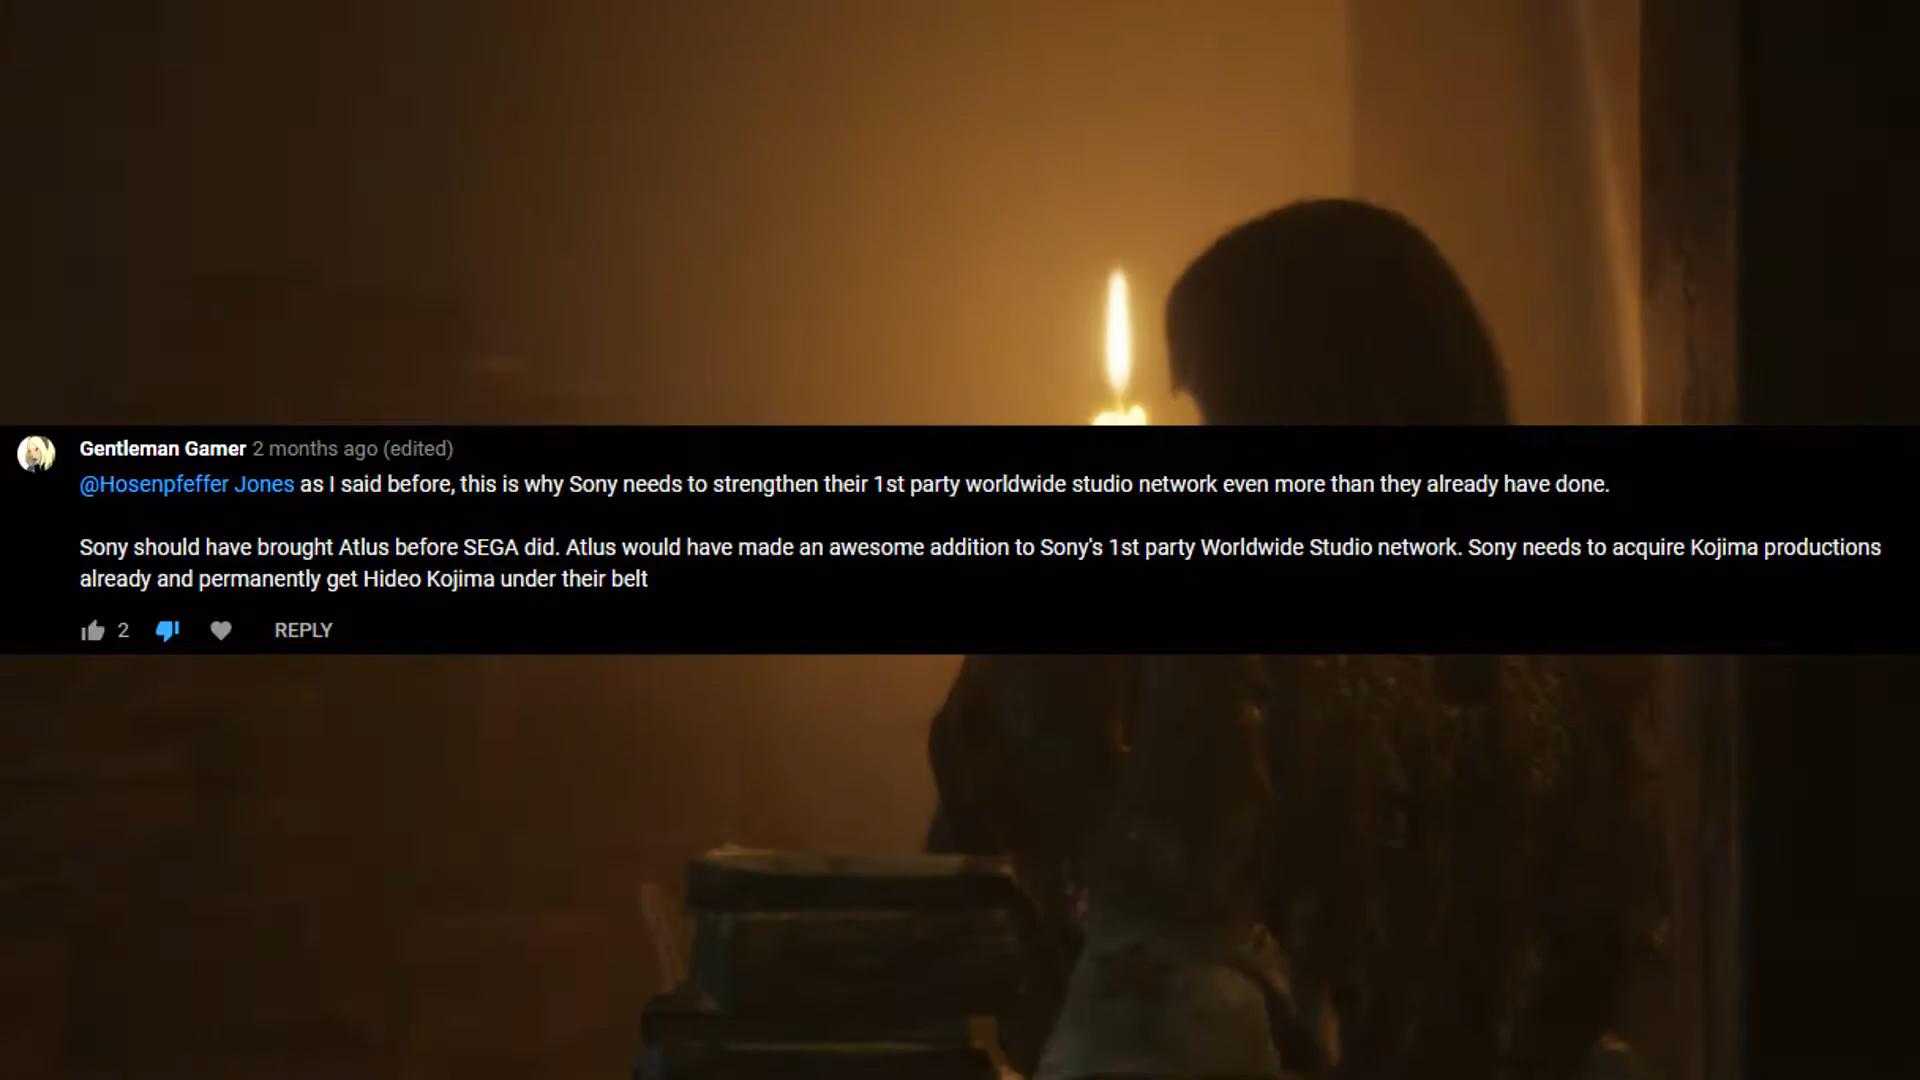 Gentleman Gamer 2 months ago (edited)
@Hosenpfeffer Jones as I said before, this is why Sony needs to strengthen their 1st party worldwide studio network even more than they already have done.
Sony should have brought Atlus before SEGA did. Atlus would have made an awesome addition to Sony's 1st party Worldwide Studio network. Sony needs to acquire Kojima productions
already and permanently get Hideo Kojima under their belt
2 REPLY